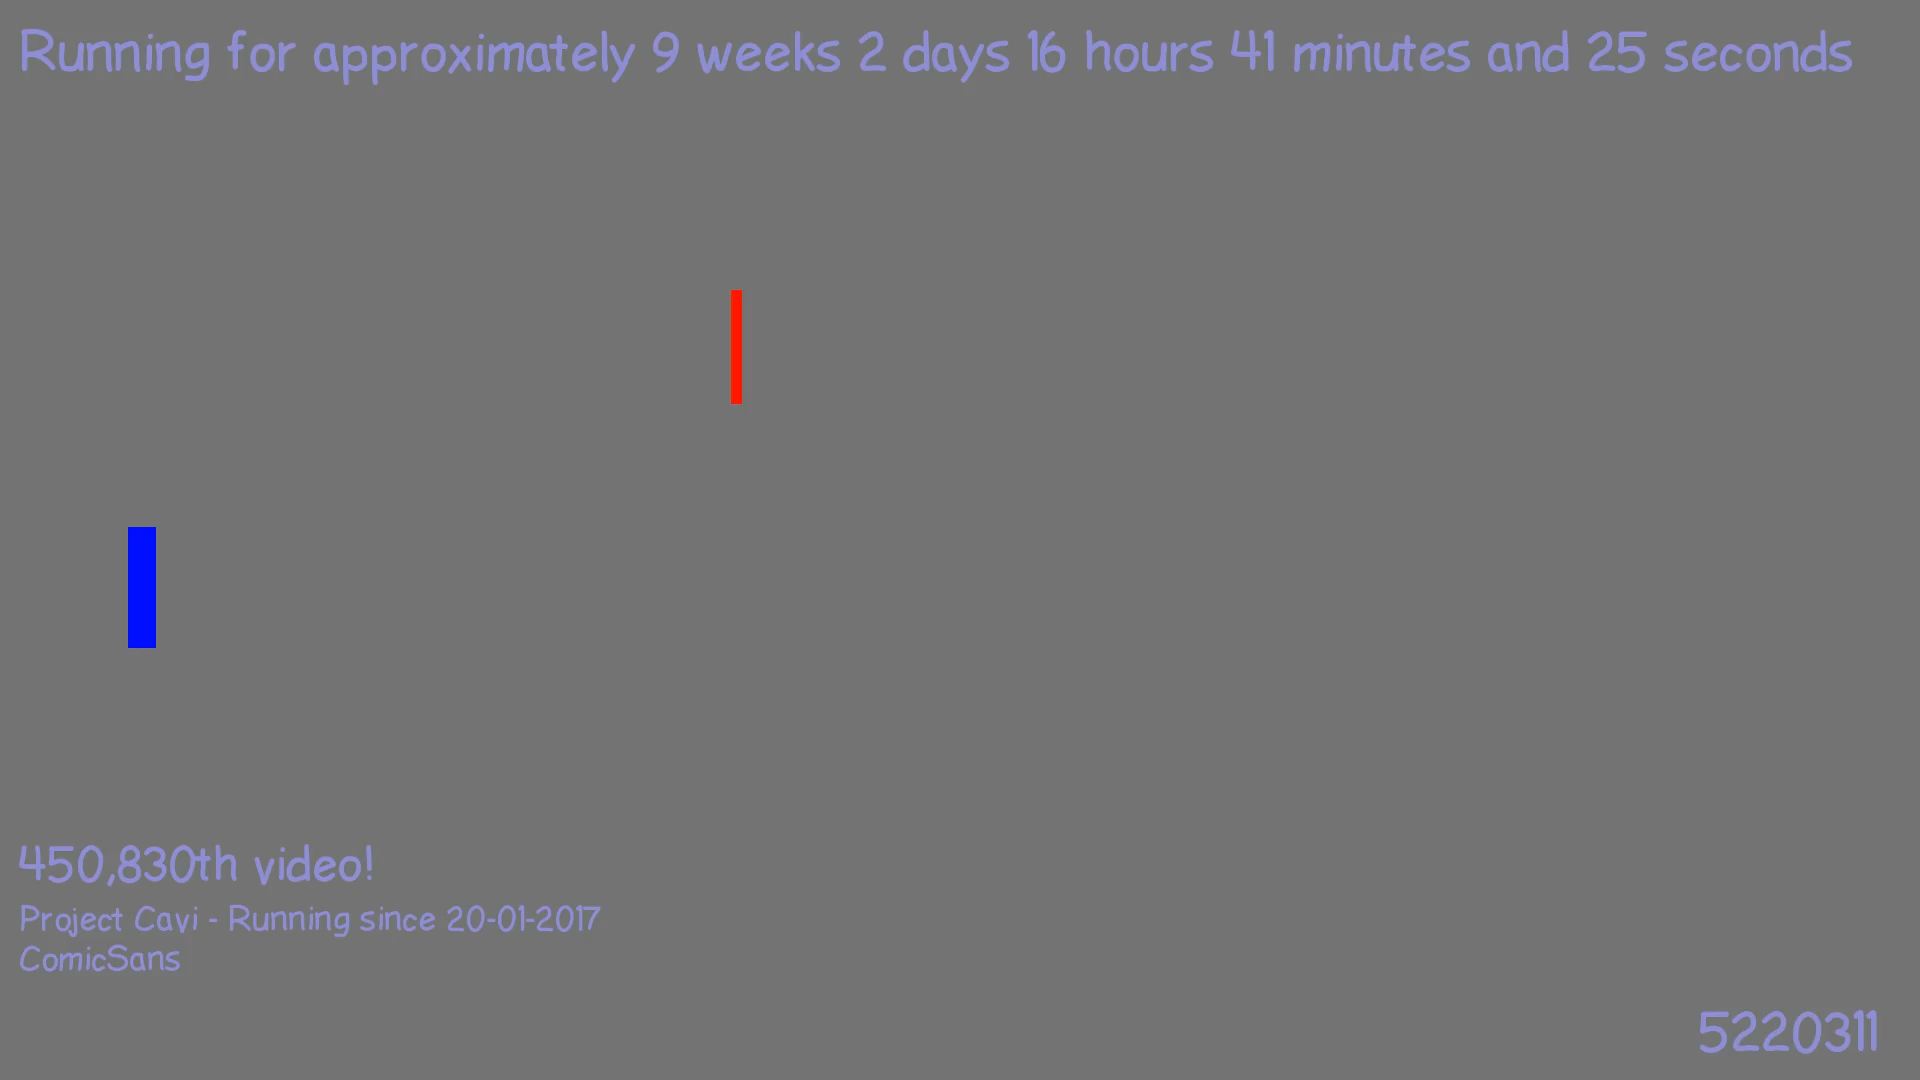 Running for approximately 9 weeks 2 days 16 hours 41 minutes and 25 seconds
450,830th video!
Project Cavi - Running since 20-01-2017
ComicSans
5220311